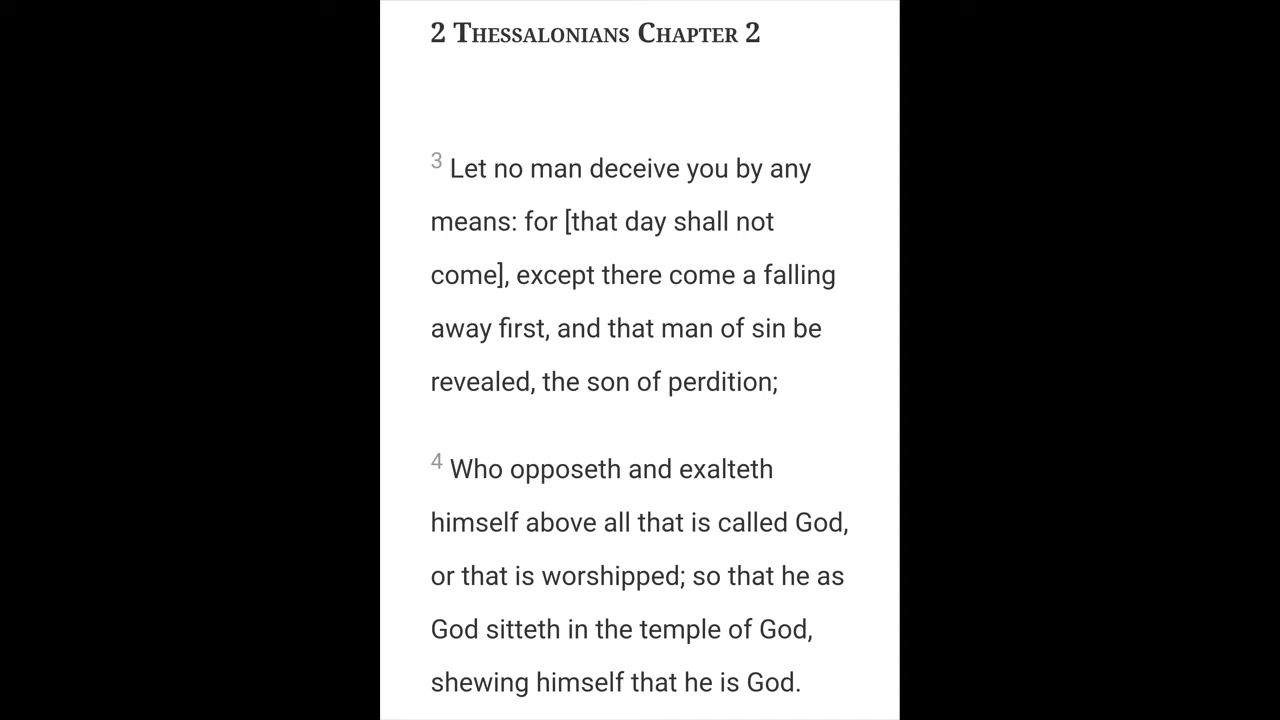 2 Thessalonians Chapter 2
3 Let no man deceive you by any
means: for [that day shall not
come], except there come a falling
away first, and that man of sin be
revealed, the son of perdition;
4 Who opposeth and exalteth
himself above all that is called God,
or that is worshipped; so that he as
God sitteth in the temple of God,
shewing himself that he is God.